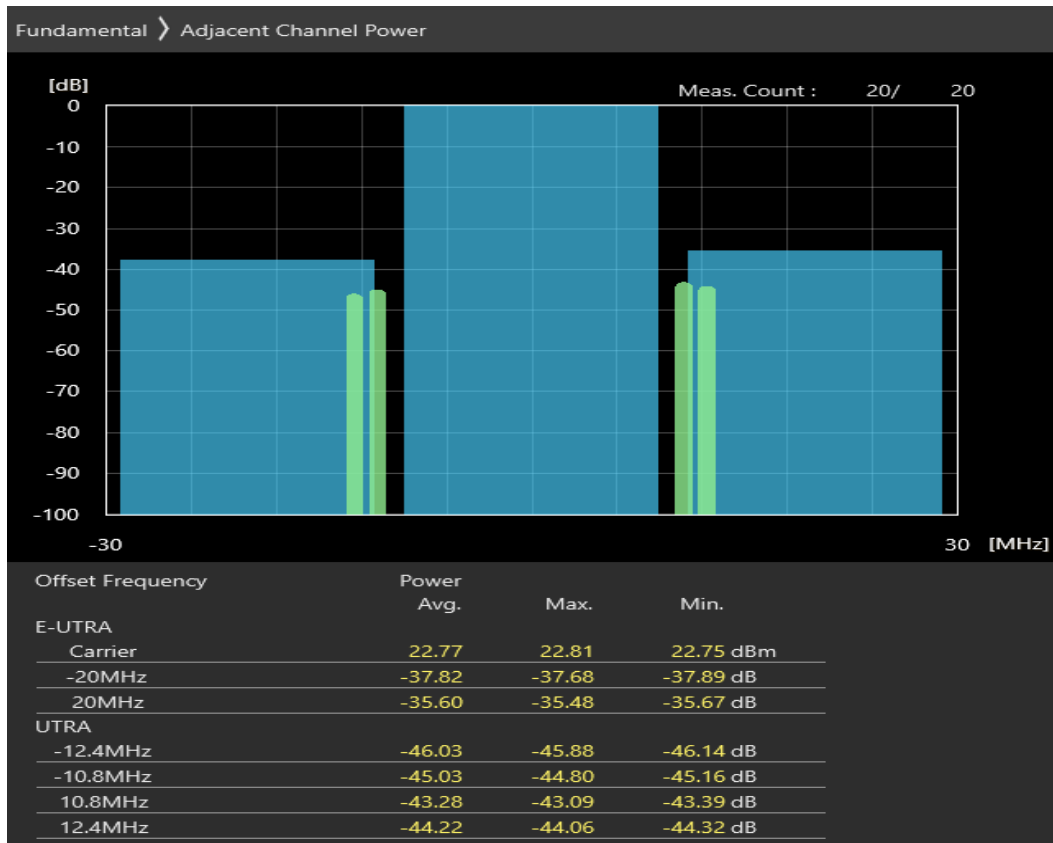 Fundamental ❭ Adjacent Channel Power
[dB]
Meas. Count : 20/ 20
0
-10
-20
-30
-40
-50
-60
-70
-80
-90
-100
-30 30 [MHz]
Offset Frequency Power
Avg. Max. Min.
E-UTRA
Carrier 22.77 22.81 22.75 dBm
-20MHz -37.82 -37.68 -37.89 dB
20MHz -35.60 -35.48 -35.67 dB
UTRA
-12.4MHz -46.03 -45.88 -46.14 dB
-10.8MHz -45.03 -44.80 -45.16 dB
10.8MHz -43.28 -43.09 -43.39 dB
12.4MHz -44.22 -44.06 -44.32 dB